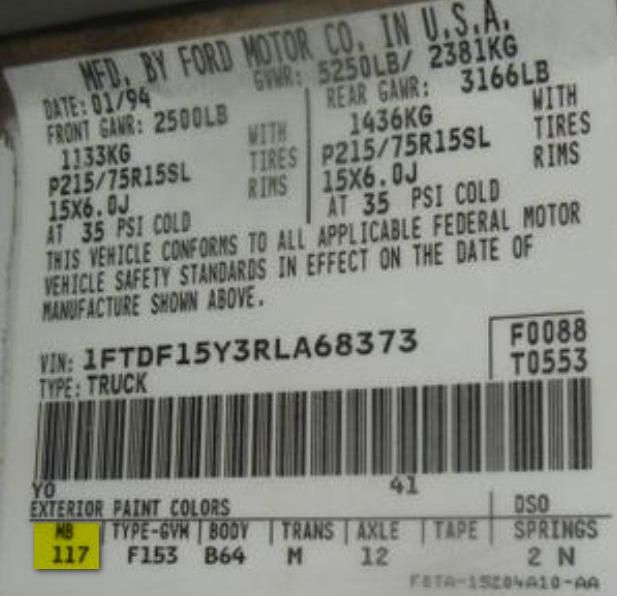 MFD. BY FORD MOTOR CO. IN U.S.A.
DATE: 01/94 GVWR: 5250LB/ 2381KG
FRONT GAWR: 2500LB REAR GAWR: 3166LB
1133KG WITH 1436KG WITH
P215/75R15SL TIRES P215/75R15SL TIRES
15X6.0J RIMS 15X6.0J RIMS
AT 35 PSI COLD AT 35 PSI COLD
THIS VEHICLE CONFORMS TO ALL APPLICABLE FEDERAL MOTOR
VEHICLE SAFETY STANDARDS IN EFFECT ON THE DATE OF
MANUFACTURE SHOWN ABOVE.
VIN: 1FTDF15Y3RLA68373 F0088
TYPE: TRUCK T0553
YO 41
EXTERIOR PAINT COLORS DSO
WB TYPE-GVW BODY TRANS AXLE TAPE SPRINGS
117 F153 B64 M 12 2 N
F6TA-15204A10-AA